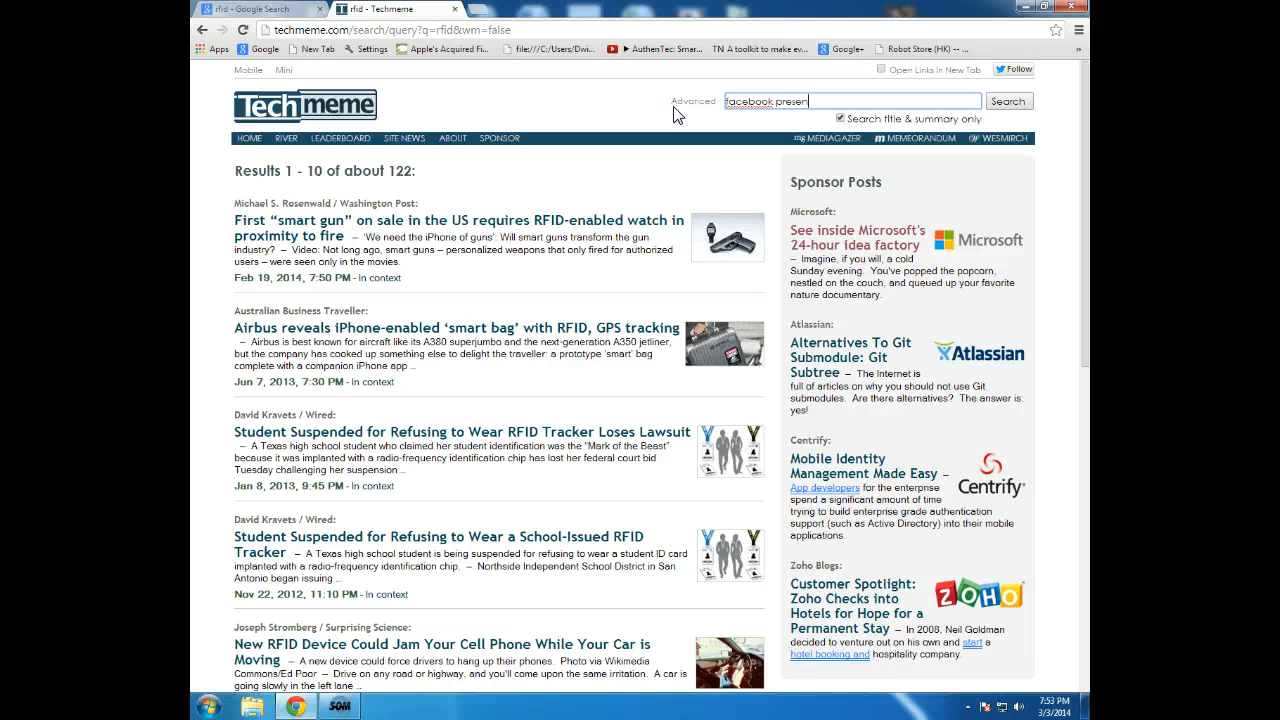 rfid - Google Search
rfid - Techmeme
techmeme.com/search/query?q=rfid&wm=false
Apps Google New Tab Settings Apple's Acquired Fi... file:///C:/Users/Dwi... ▶ AuthenTec: Smar... TN A toolkit to make ev... Google+ Robot Store (HK) -... »
Mobile Mini
Open Links In New Tab Follow
Techmeme
Advanced facebook presen Search
Search title & summary only
HOME RIVER LEADERBOARD SITE NEWS ABOUT SPONSOR mg MEDIAGAZER m MEMEORANDUM W WESMIRCH
Results 1 - 10 of about 122:
Michael S. Rosenwald / Washington Post:
First “smart gun” on sale in the US requires RFID-enabled watch in
proximity to fire – ‘We need the iPhone of guns’: Will smart guns transform the gun
industry? – Video: Not long ago, smart guns – personalized weapons that only fired for authorized
users – were seen only in the movies.
Feb 19, 2014, 7:50 PM - In context
Australian Business Traveller:
Airbus reveals iPhone-enabled ‘smart bag’ with RFID, GPS tracking
– Airbus is best known for aircraft like its A380 superjumbo and the next-generation A350 jetliner,
but the company has cooked up something else to delight the traveller: a prototype ‘smart’ bag
complete with a companion iPhone app ...
Jun 7, 2013, 7:30 PM - In context
David Kravets / Wired:
Student Suspended for Refusing to Wear RFID Tracker Loses Lawsuit
– A Texas high school student who claimed her student identification was the "Mark of the Beast"
because it was implanted with a radio-frequency identification chip has lost her federal court bid
Tuesday challenging her suspension ...
Jan 8, 2013, 9:45 PM - In context
David Kravets / Wired:
Student Suspended for Refusing to Wear a School-Issued RFID
Tracker – A Texas high school student is being suspended for refusing to wear a student ID card
implanted with a radio-frequency identification chip. – Northside Independent School District in San
Antonio began issuing ...
Nov 22, 2012, 11:10 PM - In context
Joseph Stromberg / Surprising Science:
New RFID Device Could Jam Your Cell Phone While Your Car is
Moving – A new device could force drivers to hang up their phones. Photo via Wikimedia
Commons/Ed Poor – Drive on any road or highway, and you'll come upon the same irritation. A car is
going slowly in the left lane ...
Sponsor Posts
Microsoft:
See inside Microsoft's
24-hour idea factory
– Imagine, if you will, a cold
Sunday evening. You've popped the popcorn,
nestled on the couch, and queued up your favorite
nature documentary.
Microsoft
Atlassian:
Alternatives To Git
Submodule: Git
Subtree – The Internet is
full of articles on why you should not use Git
submodules. Are there alternatives? The answer is:
yes!
Atlassian
Centrify:
Mobile Identity
Management Made Easy –
App developers for the enterprise
spend a significant amount of time
trying to build enterprise grade authentication
support (such as Active Directory) into their mobile
applications.
Centrify
Zoho Blogs:
Customer Spotlight:
Zoho Checks into
Hotels for Hope for a
Permanent Stay – In 2008, Neil Goldman
decided to venture out on his own and start a
hotel booking and hospitality company.
ZOHO
SOM
7:53 PM
3/3/2014